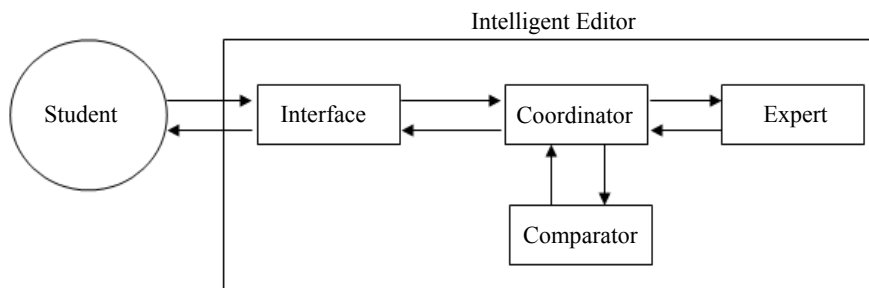 Intelligent Editor
Student
Interface
Coordinator
Expert
Comparator